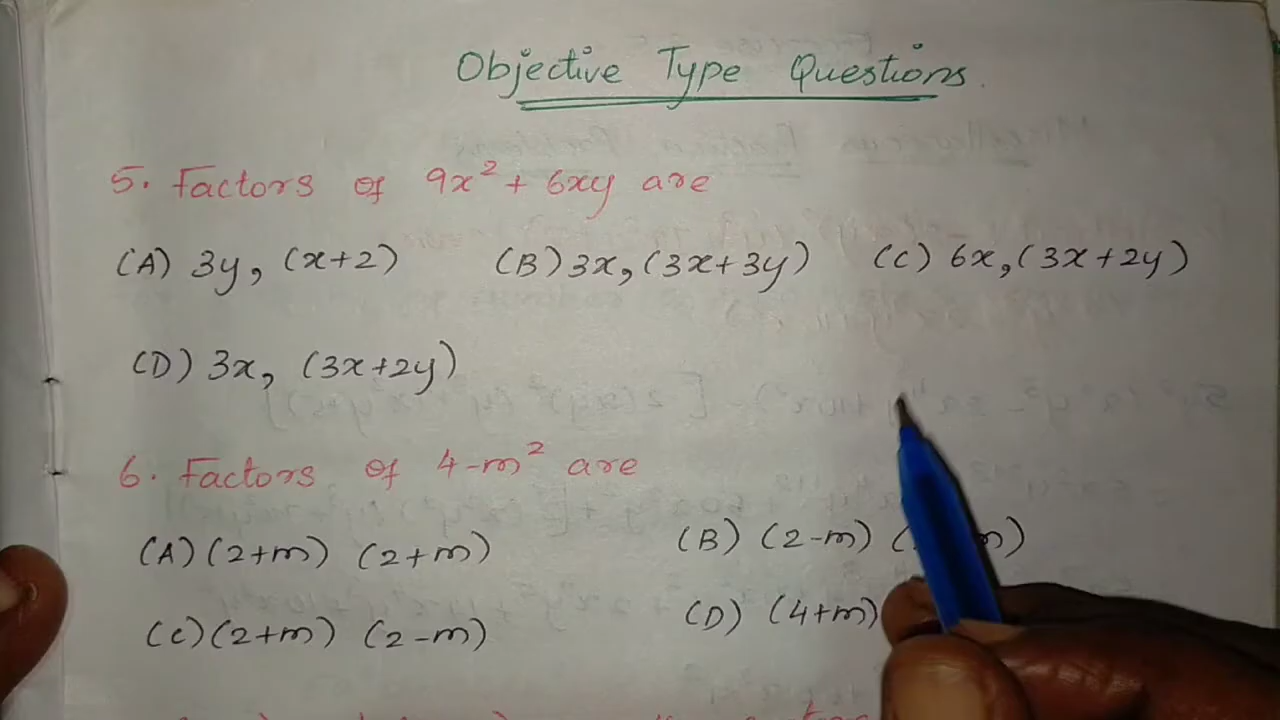 Objective Type Questions.
5. Factors of 9x² + 6xy are
(A) 3y, (x+2) (B) 3x, (3x+3y) (C) 6x, (3x+2y)
(D) 3x, (3x+2y)
6. Factors of 4-m² are
(A) (2+m) (2+m) (B) (2-m)
(C) (2+m) (2-m) (D) (4+m)